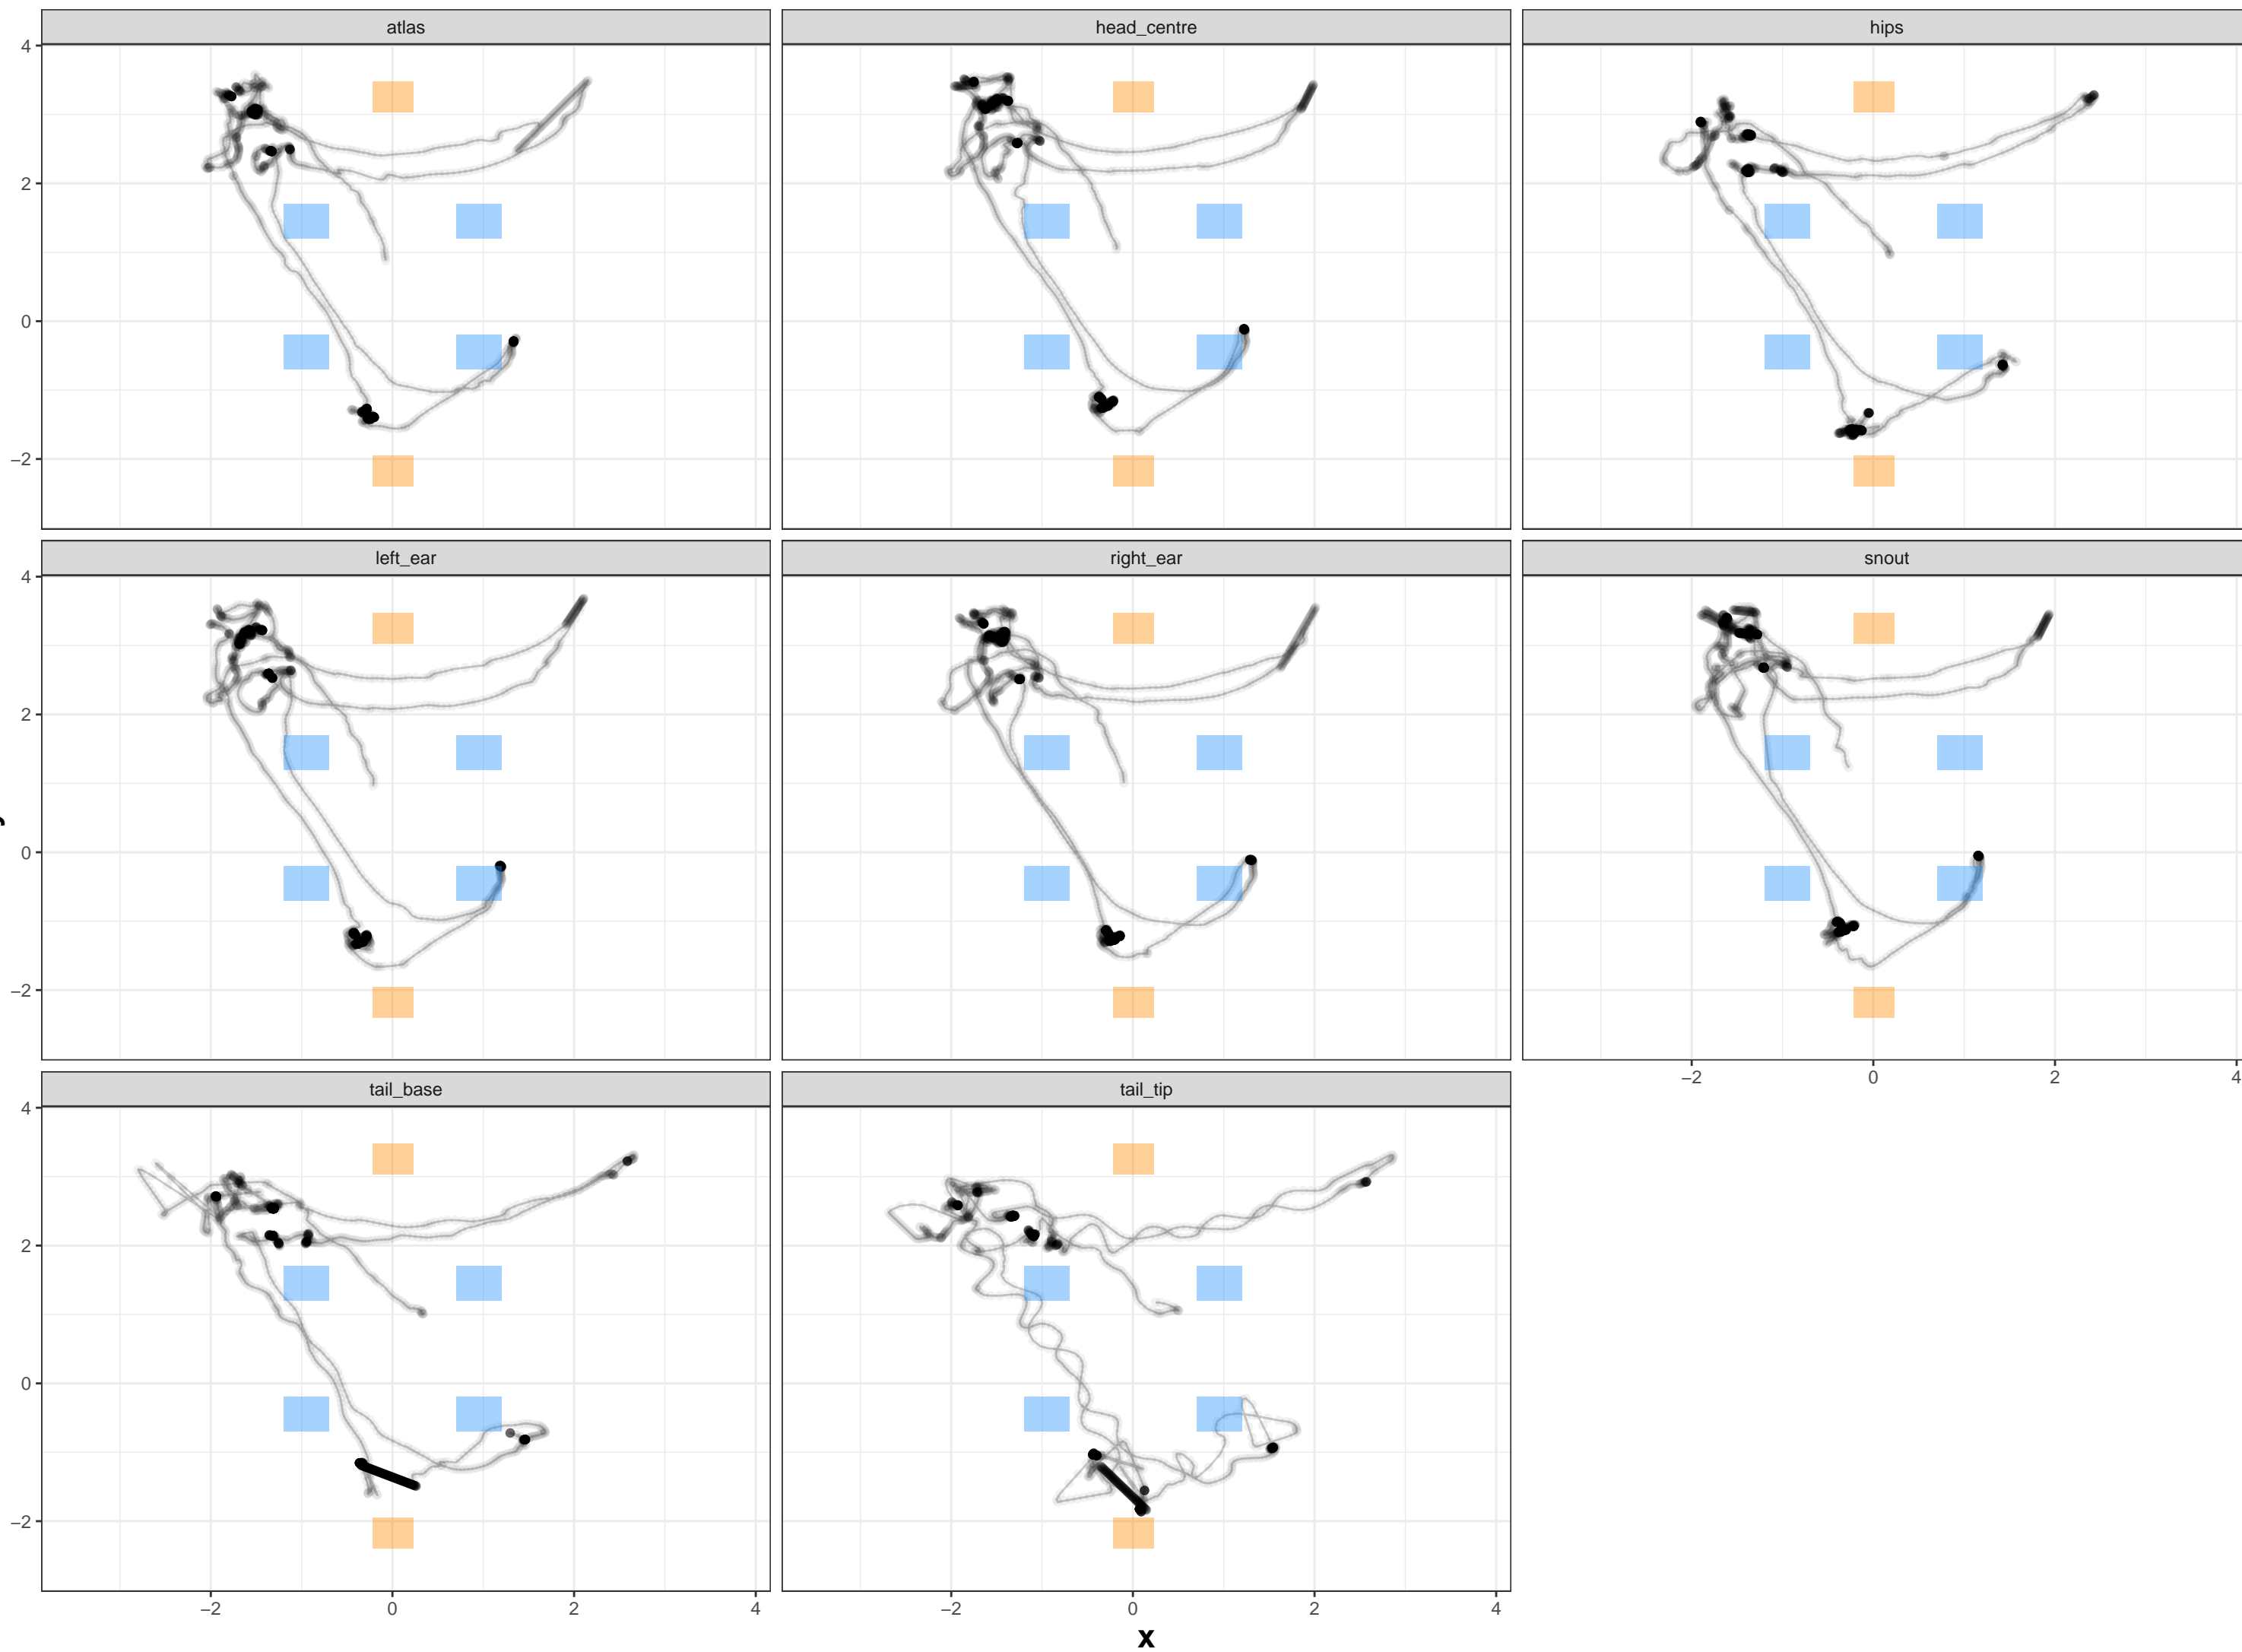 atlas head_centre hips
4
2
0
−2
left_ear right_ear snout
4
2
0
−2
−2 0 2 4
tail_base tail_tip
4
2
0
−2
−2 0 2 4 −2 0 2 4
x